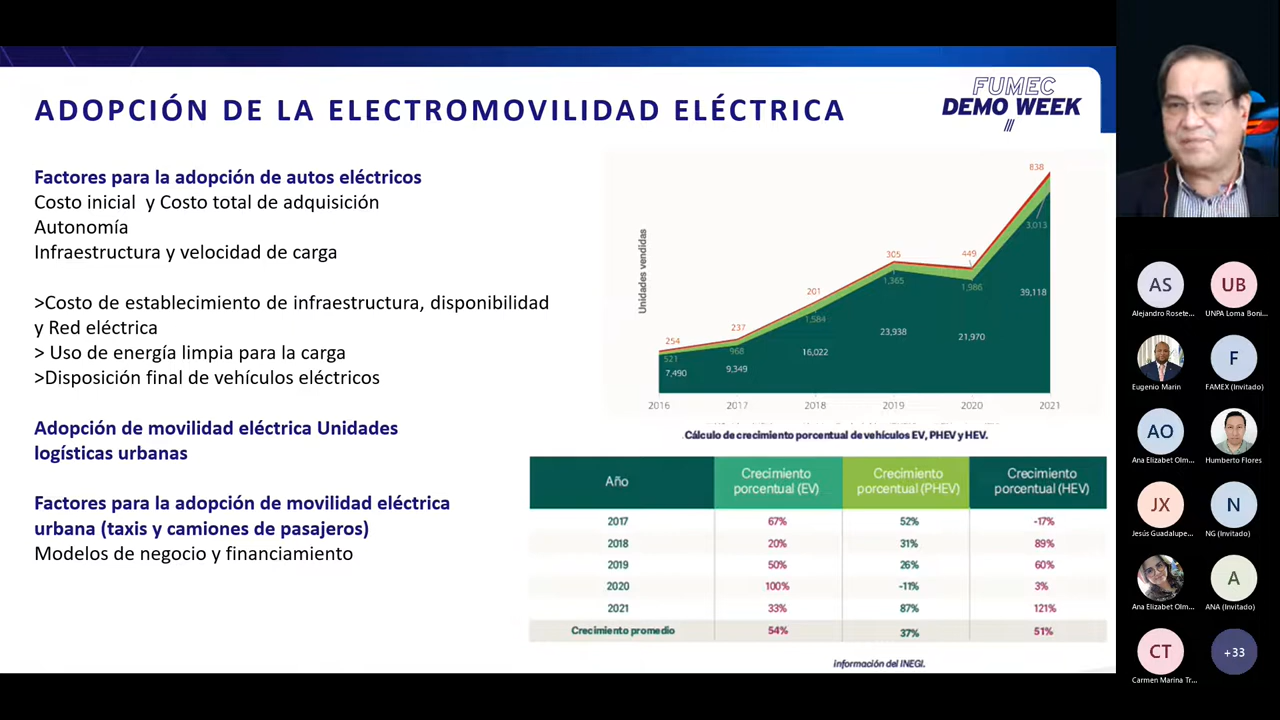 FUMEC
DEMO WEEK
///
ADOPCIÓN DE LA ELECTROMOVILIDAD ELÉCTRICA
Factores para la adopción de autos eléctricos
Costo inicial y Costo total de adquisición
Autonomía
Infraestructura y velocidad de carga
>Costo de establecimiento de infraestructura, disponibilidad
y Red eléctrica
> Uso de energía limpia para la carga
>Disposición final de vehículos eléctricos
Adopción de movilidad eléctrica Unidades
logísticas urbanas
Factores para la adopción de movilidad eléctrica
urbana (taxis y camiones de pasajeros)
Modelos de negocio y financiamiento
Unidades vendidas
254
521
7,490
237
968
9,349
201
1,584
16,022
305
1,365
23,938
449
1,986
21,970
838
3,013
39,118
2016 2017 2018 2019 2020 2021
.Cálculo de crecimiento porcentual de vehículos EV, PHEV y HEV.
Año
Crecimiento
porcentual (EV)
Crecimiento
porcentual (PHEV)
Crecimiento
porcentual (HEV)
2017 67% 52% -17%
2018 20% 31% 89%
2019 50% 26% 60%
2020 100% -11% 3%
2021 33% 87% 121%
Crecimiento promedio 54% 37% 51%
información del INEGI.
AS
Alejandro Rosete...
UB
UNPA Loma Boni...
Eugenio Marin
F
FAMEX (Invitado)
AO
Ana Elizabet Olm...
Humberto Flores
JX
Jesús Guadalupe...
N
NG (Invitado)
Ana Elizabet Olm...
A
ANA (Invitado)
CT
Carmen Marina Tr...
+33